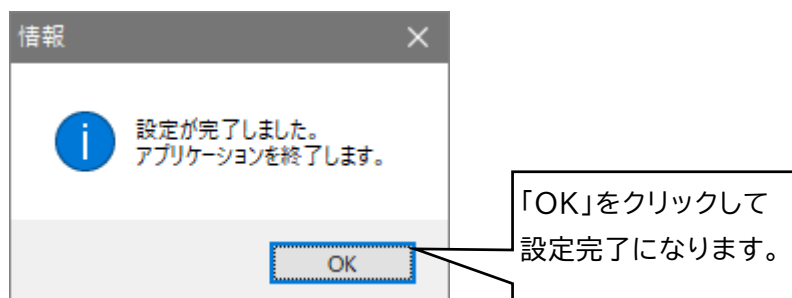 情報
設定が完了しました。
アプリケーションを終了します。
OK
「OK」をクリックして
設定完了になります。